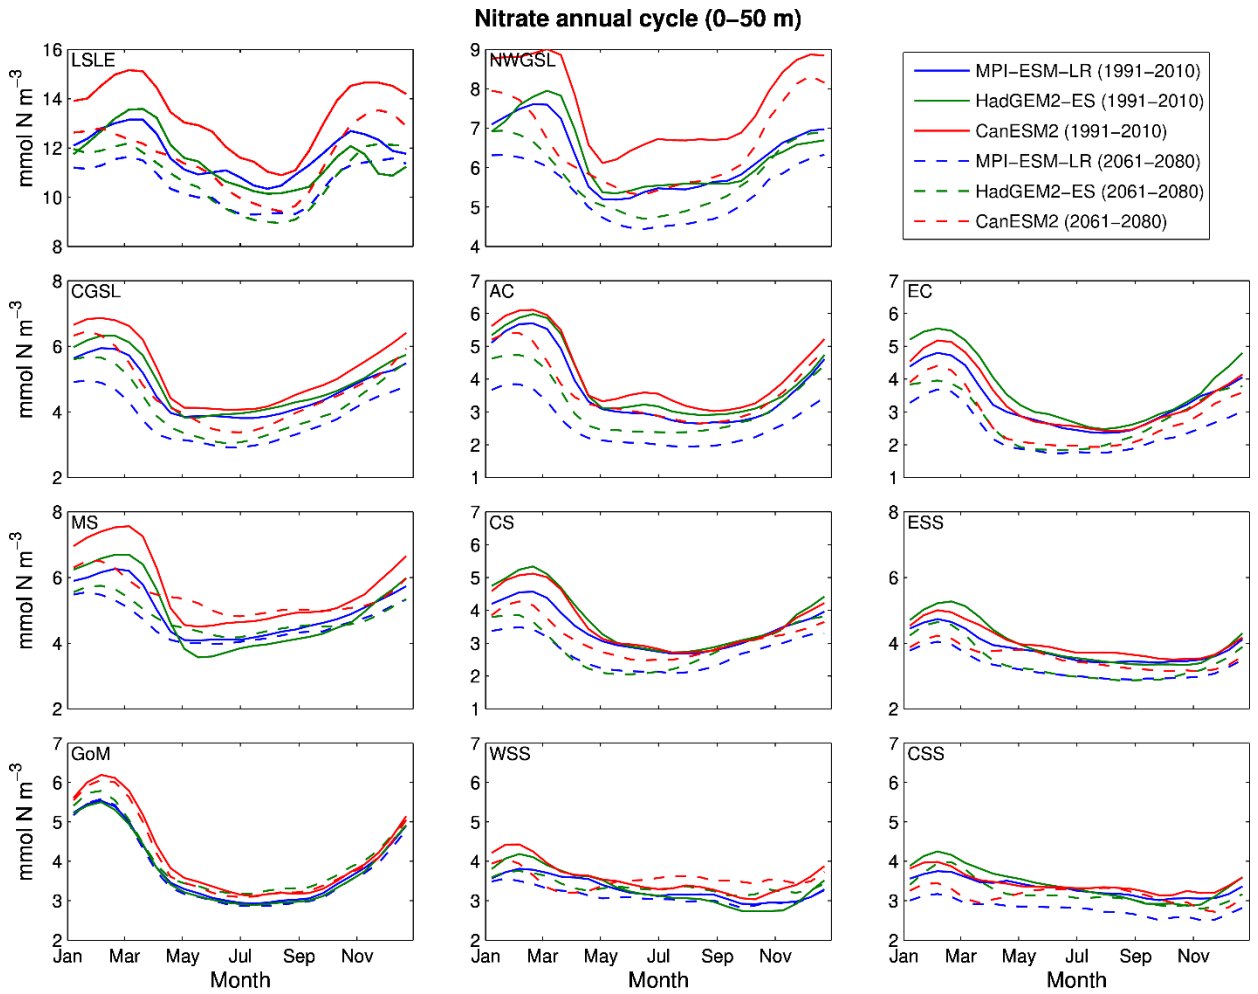 Nitrate annual cycle (0−50 m)
LSLE
16
14
12
10
8
mmol N m−3
NWGSL
9
8
7
6
5
4
MPI−ESM−LR (1991−2010)
HadGEM2−ES (1991−2010)
CanESM2 (1991−2010)
MPI−ESM−LR (2061−2080)
HadGEM2−ES (2061−2080)
CanESM2 (2061−2080)
CGSL
8
6
4
2
mmol N m−3
AC
7
6
5
4
3
2
1
EC
7
6
5
4
3
2
1
MS
8
6
4
2
mmol N m−3
CS
7
6
5
4
3
2
1
ESS
8
6
4
2
GoM
7
6
5
4
3
2
mmol N m−3
Jan Mar May Jul Sep Nov
Month
WSS
7
6
5
4
3
2
Jan Mar May Jul Sep Nov
Month
CSS
7
6
5
4
3
2
Jan Mar May Jul Sep Nov
Month